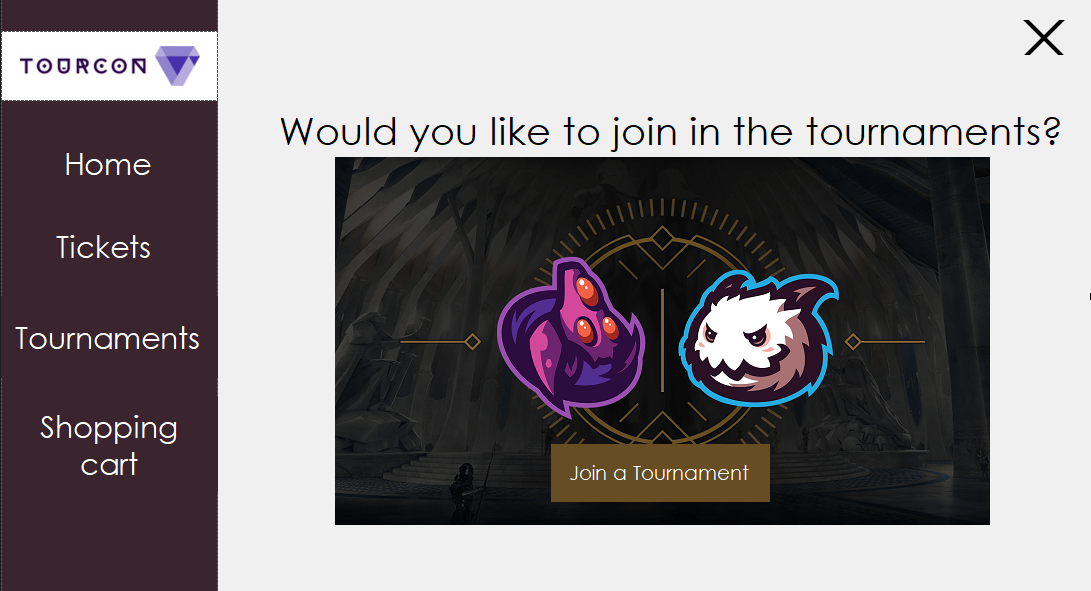 TOURCON
Home
Tickets
Tournaments
Shopping
cart
Would you like to join in the tournaments?
Join a Tournament